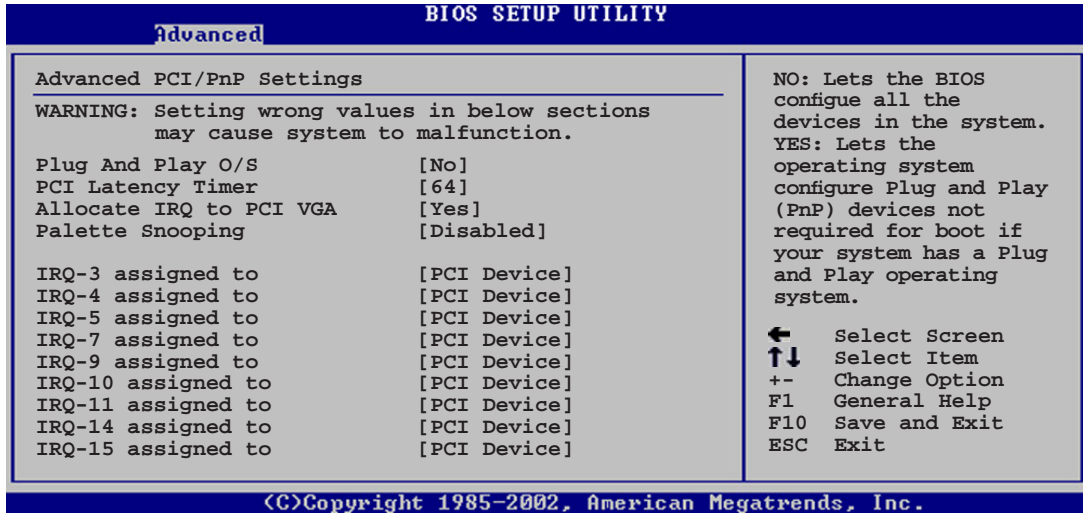 BIOS SETUP UTILITY
Advanced
Advanced PCI/PnP Settings
WARNING: Setting wrong values in below sections
may cause system to malfunction.
Plug And Play O/S [No]
PCI Latency Timer [64]
Allocate IRQ to PCI VGA [Yes]
Palette Snooping [Disabled]
IRQ-3 assigned to [PCI Device]
IRQ-4 assigned to [PCI Device]
IRQ-5 assigned to [PCI Device]
IRQ-7 assigned to [PCI Device]
IRQ-9 assigned to [PCI Device]
IRQ-10 assigned to [PCI Device]
IRQ-11 assigned to [PCI Device]
IRQ-14 assigned to [PCI Device]
IRQ-15 assigned to [PCI Device]
NO: Lets the BIOS
configue all the
devices in the system.
YES: Lets the
operating system
configure Plug and Play
(PnP) devices not
required for boot if
your system has a Plug
and Play operating
system.
← Select Screen
↑↓ Select Item
+- Change Option
F1 General Help
F10 Save and Exit
ESC Exit
(C)Copyright 1985-2002, American Megatrends, Inc.